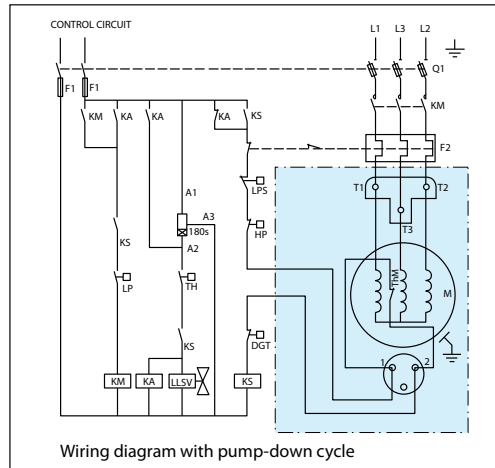 CONTROL CIRCUIT
L1 L3 L2
F1 F1 Q1
KM KA KA KA KS KM
F2
A1 LPS T1 T2
A3
180s T3
A2 HP
KS ThM
LP TH M
KS DGT
1 2
KM KA LLSV KS
Wiring diagram with pump-down cycle